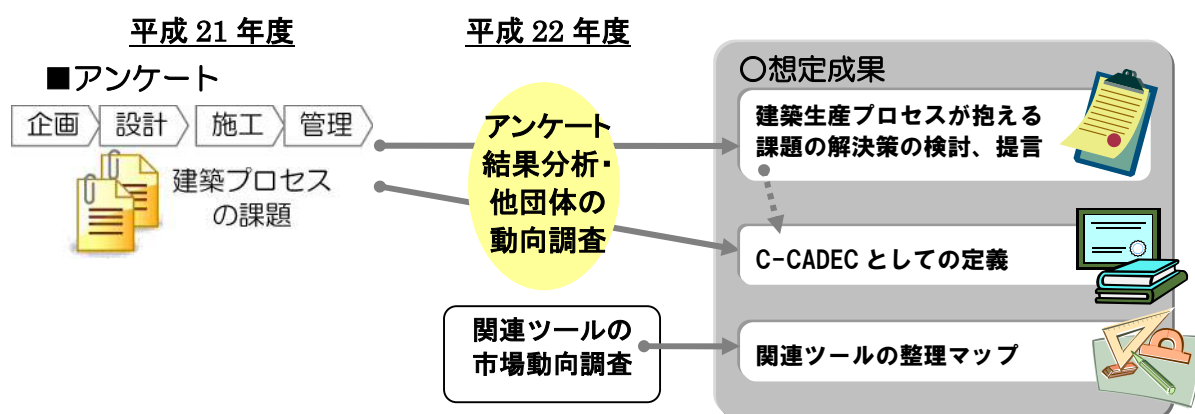 平成 21 年度
■アンケート
企画
設計
施工
管理
建築プロセス
の課題
平成 22 年度
アンケート
結果分析・
他団体の
動向調査
関連ツールの
市場動向調査
○想定成果
建築生産プロセスが抱える
課題の解決策の検討、提言
C-CADEC としての定義
関連ツールの整理マップ